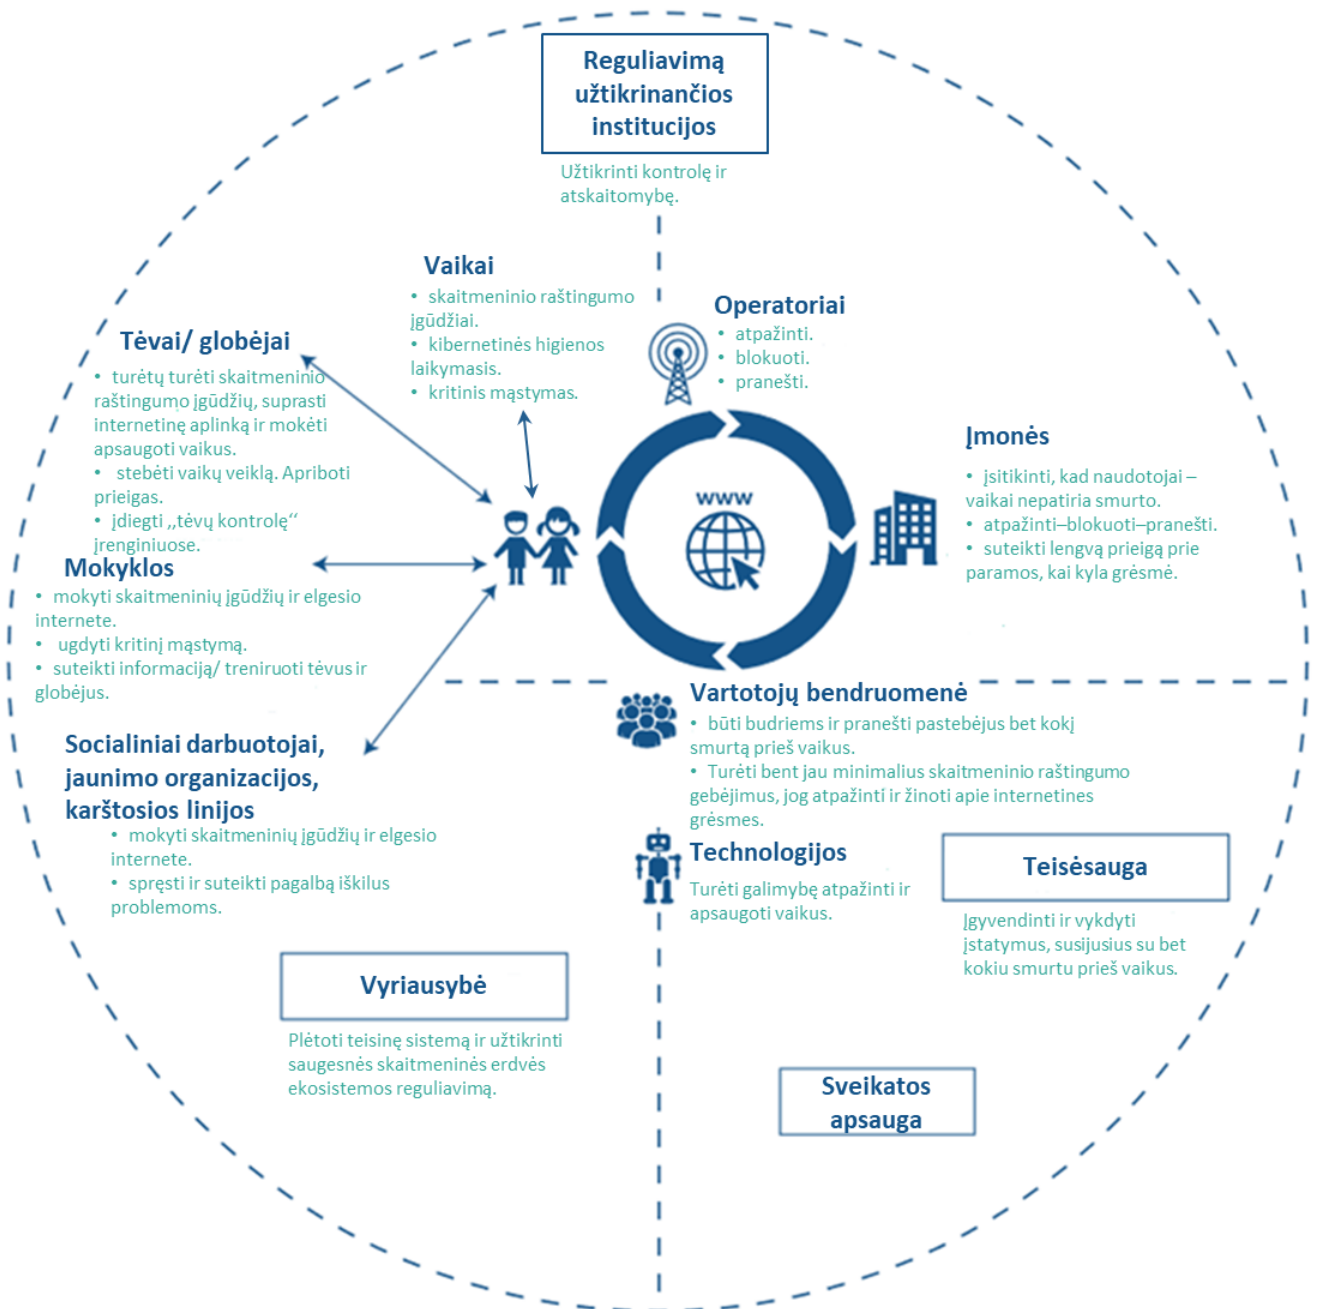 Reguliavimą
užtikrinančios
institucijos
Užtikrinti kontrolę ir
atskaitomybę.
Vaikai
• skaitmeninio raštingumo
įgūdžiai.
• kibernetinės higienos
laikymasis.
• kritinis mąstymas.
Operatoriai
• atpažinti.
• blokuoti.
• pranešti.
Tėvai/ globėjai
• turėtų turėti skaitmeninio
raštingumo įgūdžių, suprasti
internetinę aplinką ir mokėti
apsaugoti vaikus.
• stebėti vaikų veiklą. Apriboti
prieigas.
• įdiegti ,,tėvų kontrolę“
įrenginiuose.
Įmonės
• įsitikinti, kad naudotojai –
vaikai nepatiria smurto.
• atpažinti–blokuoti–pranešti.
• suteikti lengvą prieigą prie
paramos, kai kyla grėsmė.
www
Mokyklos
• mokyti skaitmeninių įgūdžių ir elgesio
internete.
• ugdyti kritinį mąstymą.
• suteikti informaciją/ treniruoti tėvus ir
globėjus.
Vartotojų bendruomenė
• būti budriems ir pranešti pastebėjus bet kokį
smurtą prieš vaikus.
• Turėti bent jau minimalius skaitmeninio raštingumo
gebėjimus, jog atpažinti ir žinoti apie internetines
grėsmes.
Socialiniai darbuotojai,
jaunimo organizacijos,
karštosios linijos
• mokyti skaitmeninių įgūdžių ir elgesio
internete.
• spręsti ir suteikti pagalbą iškilus
problemoms.
Technologijos
Turėti galimybę atpažinti ir
apsaugoti vaikus.
Teisėsauga
Įgyvendinti ir vykdyti
įstatymus, susijusius su bet
kokiu smurtu prieš vaikus.
Vyriausybė
Plėtoti teisinę sistemą ir užtikrinti
saugesnės skaitmeninės erdvės
ekosistemos reguliavimą.
Sveikatos
apsauga